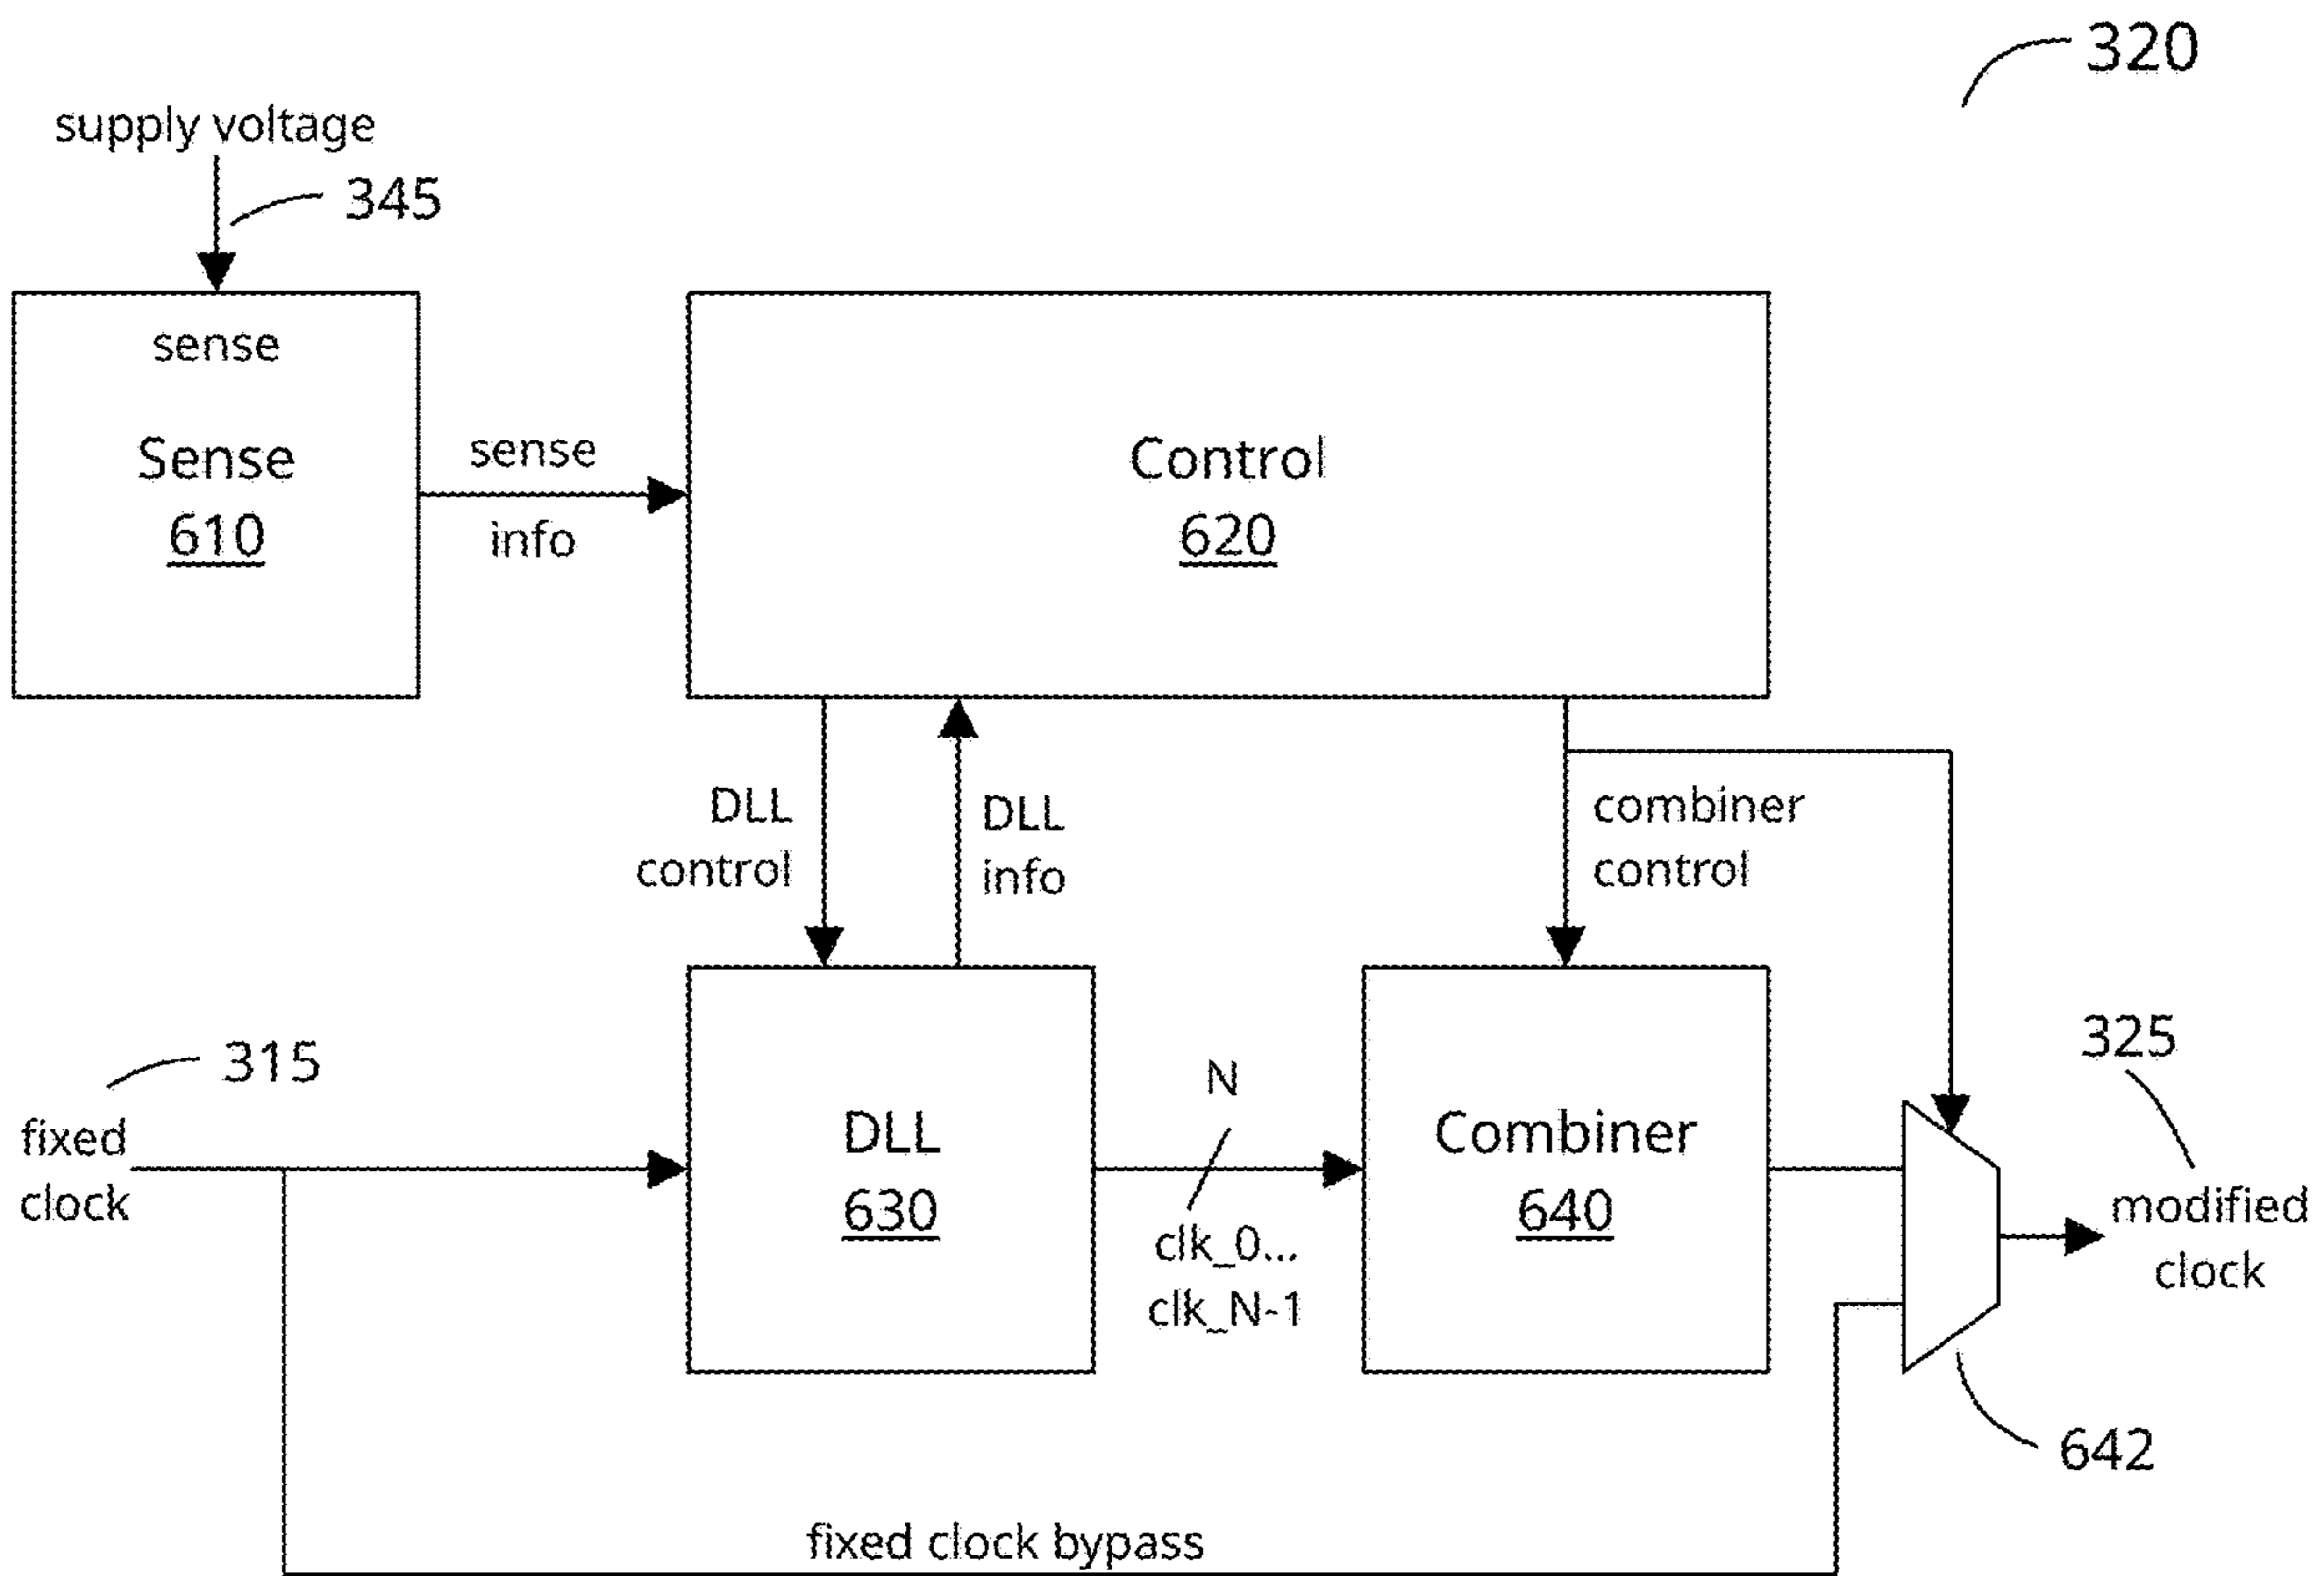 320
supply voltage
345
sense
Sense
610
sense
info
Control
620
DLL
control
DLL
info
combiner
control
315
fixed
clock
DLL
630
N
clk_0...
clk_N-1
Combiner
640
325
modified
clock
642
fixed clock bypass